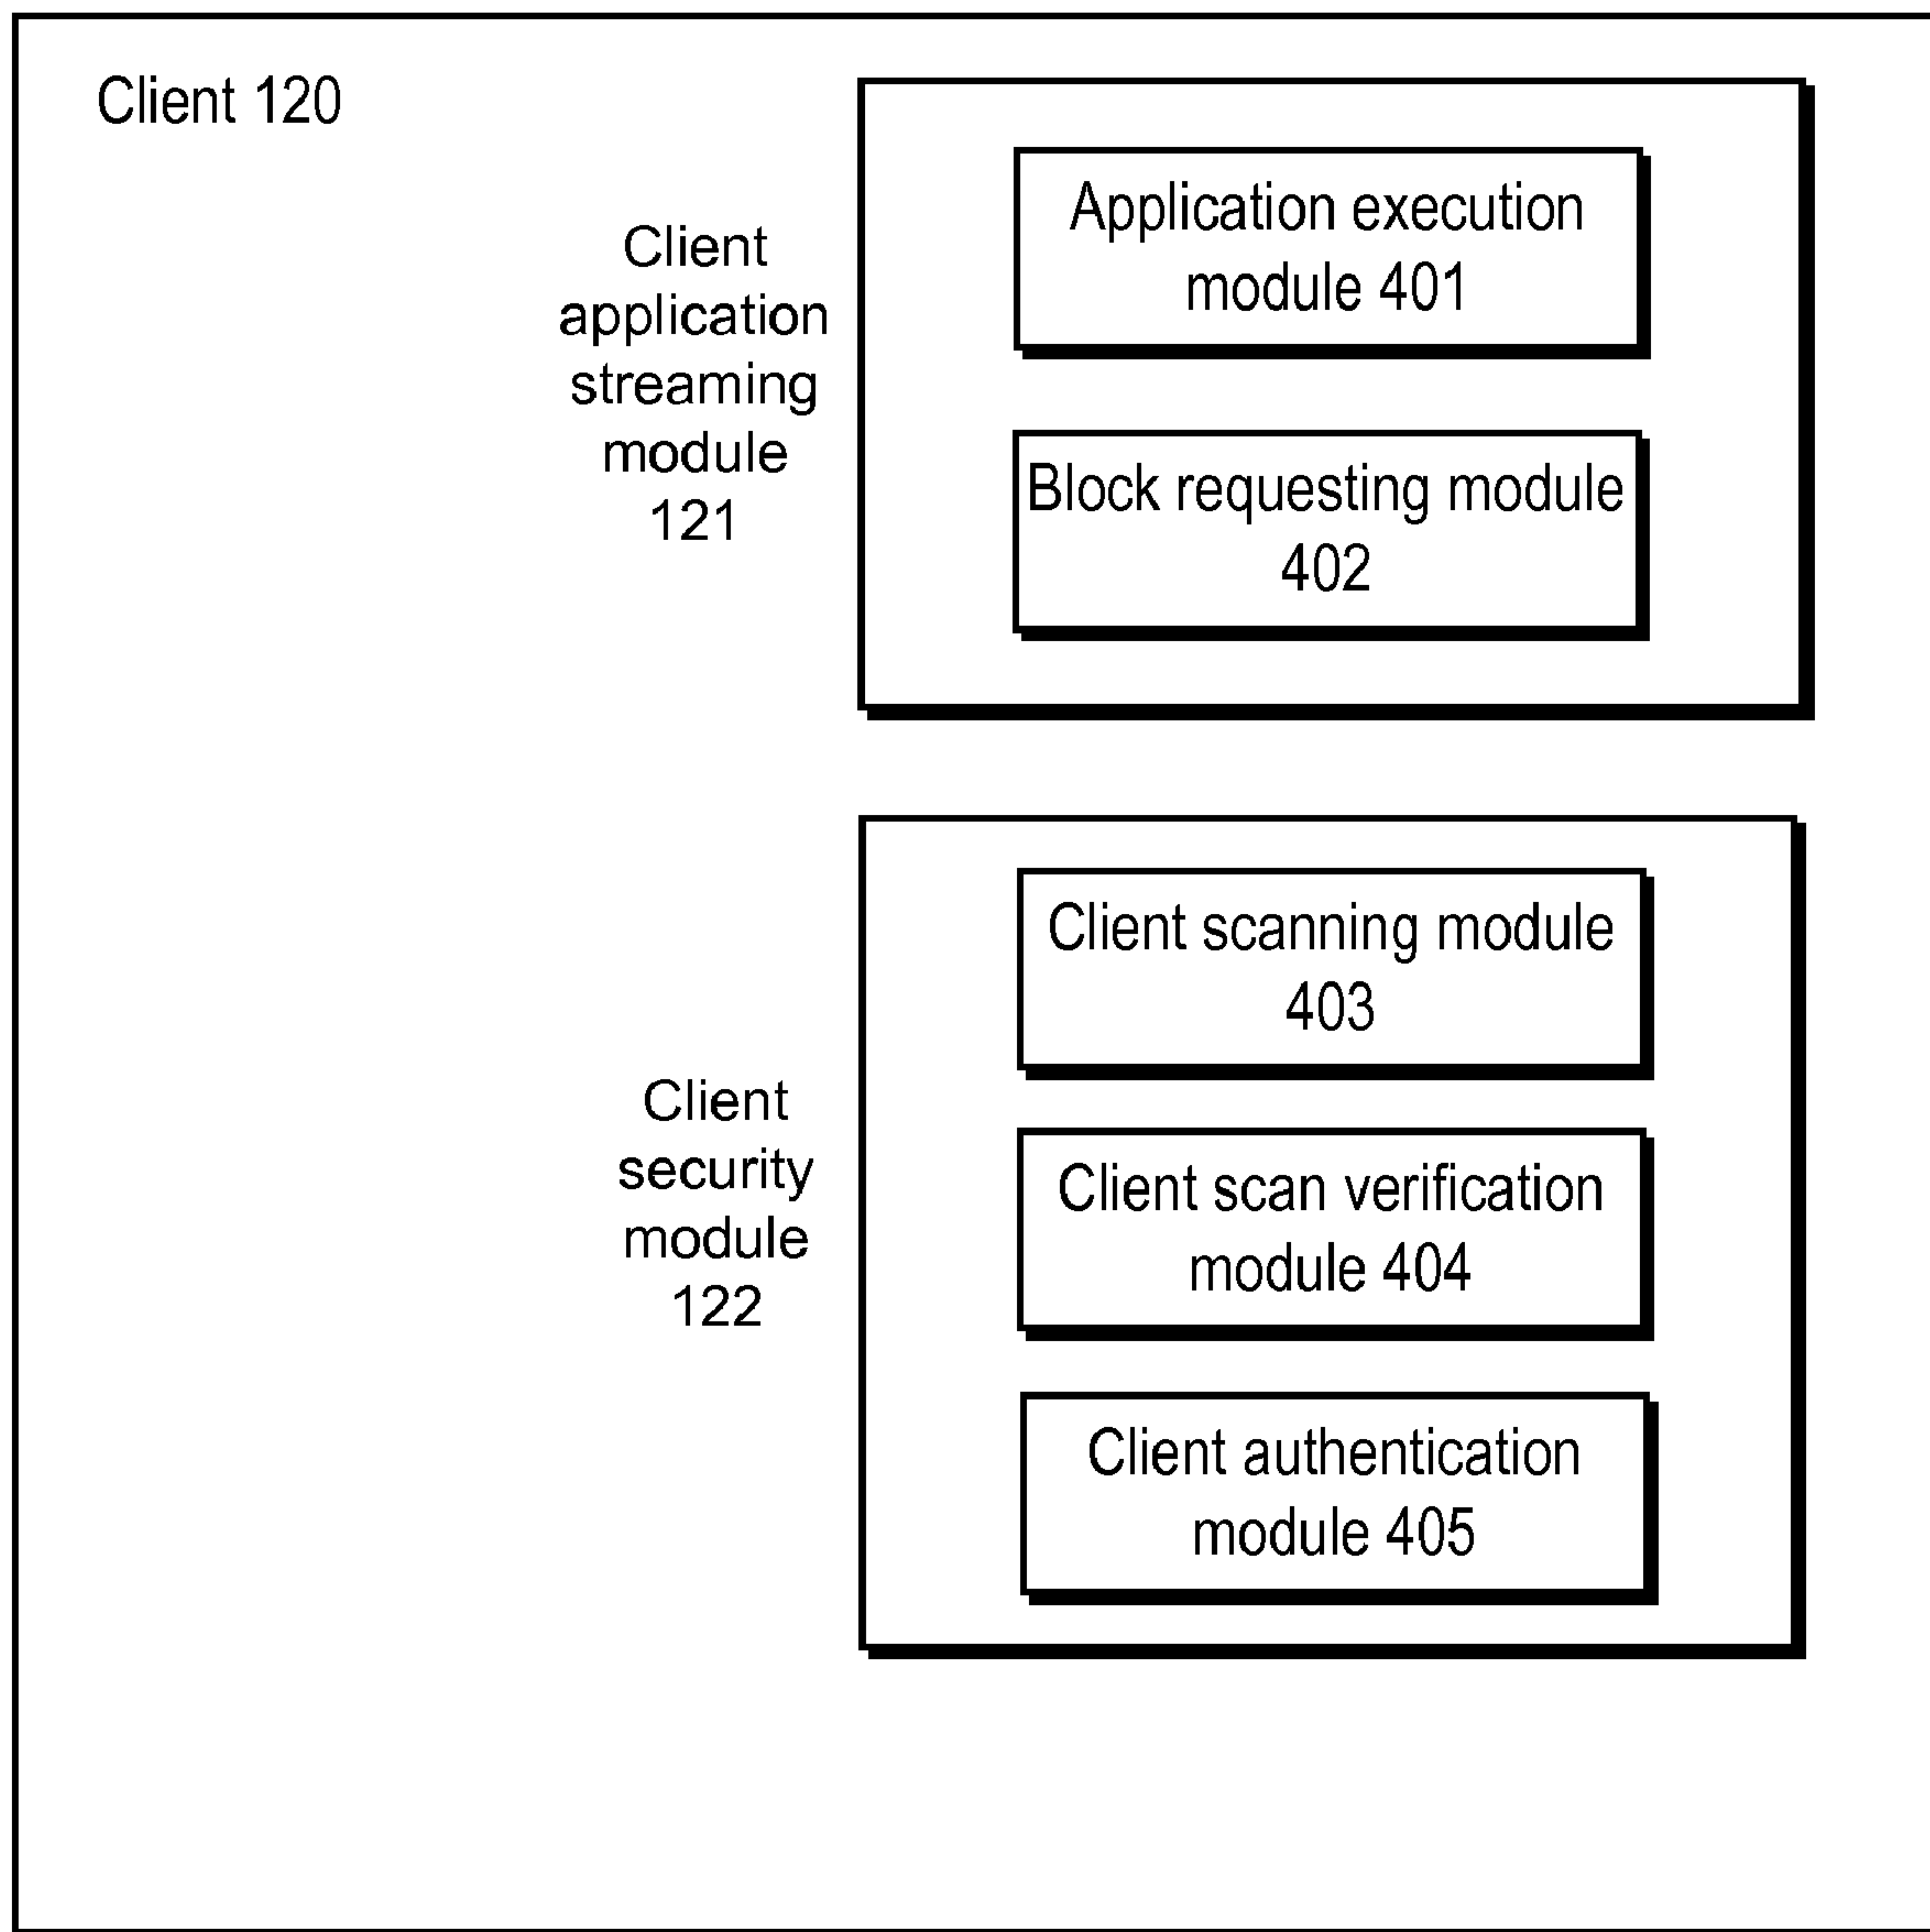 Client 120
Client
application
streaming
module
121
Application execution
module 401
Block requesting module
402
Client
security
module
122
Client scanning module
403
Client scan verification
module 404
Client authentication
module 405